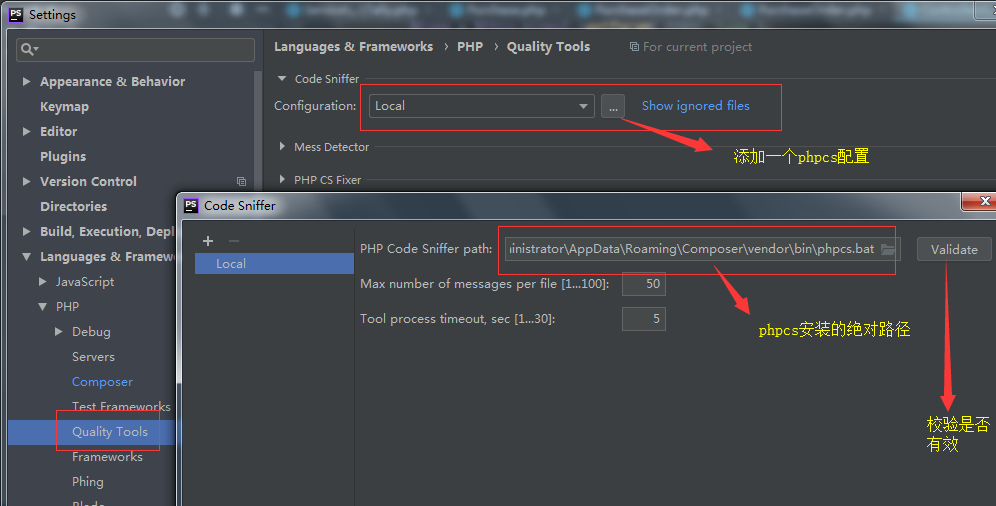 PS Settings
Languages & Frameworks › PHP › Quality Tools For current project
Appearance & Behavior
Keymap
Editor
Plugins
Version Control
Directories
Build, Execution, Depl
Languages & Framew
JavaScript
PHP
Debug
Servers
Composer
Test Frameworks
Quality Tools
Frameworks
Phing
Blade
Code Sniffer
Configuration: Local ... Show ignored files
添加一个phpcs配置
Mess Detector
PHP CS Fixer
PS Code Sniffer
Local
PHP Code Sniffer path: inistrator\AppData\Roaming\Composer\vendor\bin\phpcs.bat Validate
Max number of messages per file [1...100]: 50
Tool process timeout, sec [1...30]: 5
phpcs安装的绝对路径
校验是否
有效